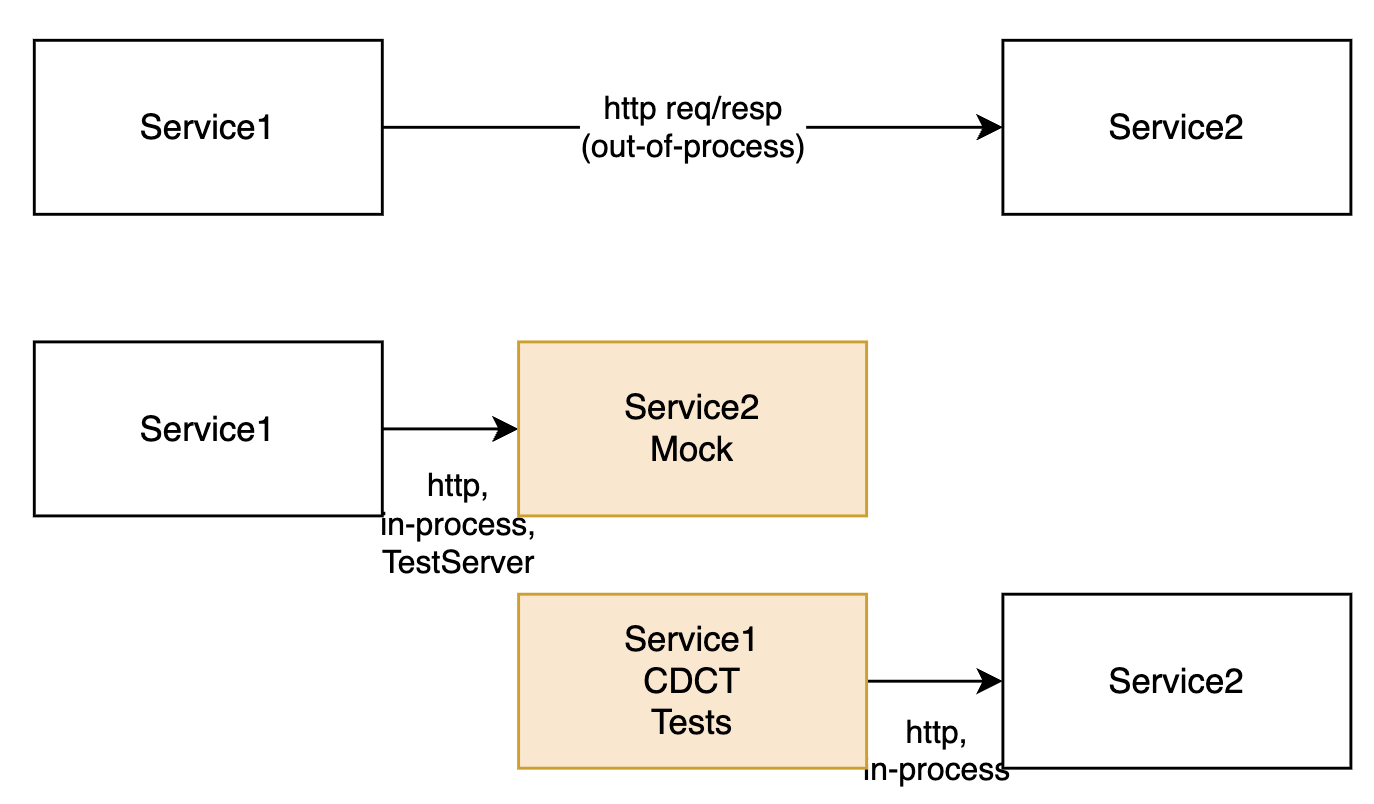 Service1
http req/resp
(out-of-process)
Service2
Service1
Service2
Mock
http,
in-process,
TestServer
Service1
CDCT
Tests
Service2
http,
in-process